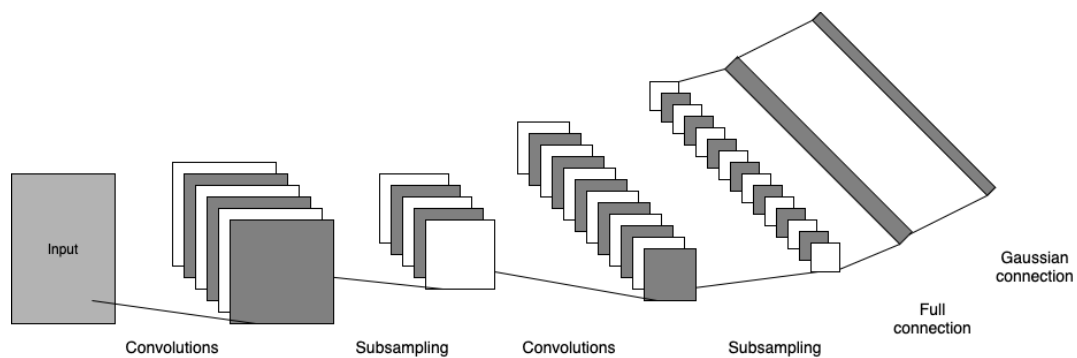 Input
Convolutions
Subsampling
Convolutions
Subsampling
Full
connection
Gaussian
connection